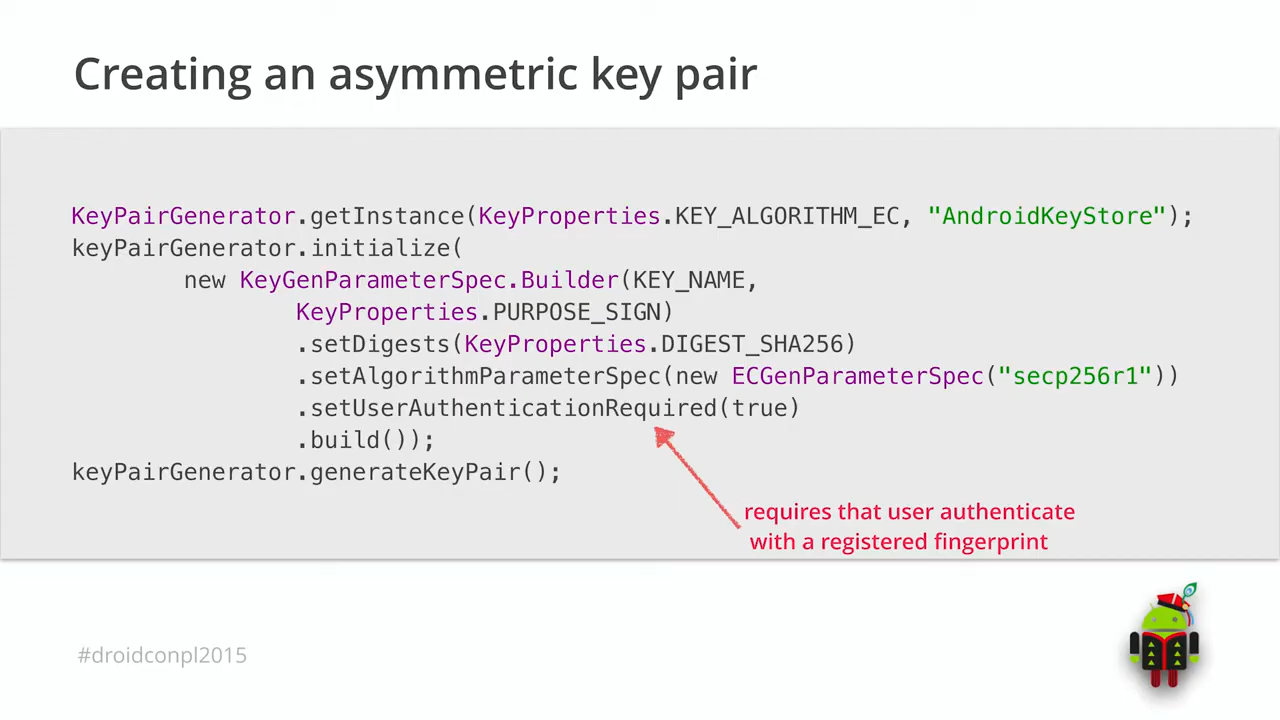 Creating an asymmetric key pair
KeyPairGenerator.getInstance(KeyProperties.KEY_ALGORITHM_EC, "AndroidKeyStore");
keyPairGenerator.initialize(
        new KeyGenParameterSpec.Builder(KEY_NAME,
                KeyProperties.PURPOSE_SIGN)
                .setDigests(KeyProperties.DIGEST_SHA256)
                .setAlgorithmParameterSpec(new ECGenParameterSpec("secp256r1"))
                .setUserAuthenticationRequired(true)
                .build());
keyPairGenerator.generateKeyPair();
requires that user authenticate
with a registered fingerprint
#droidconpl2015